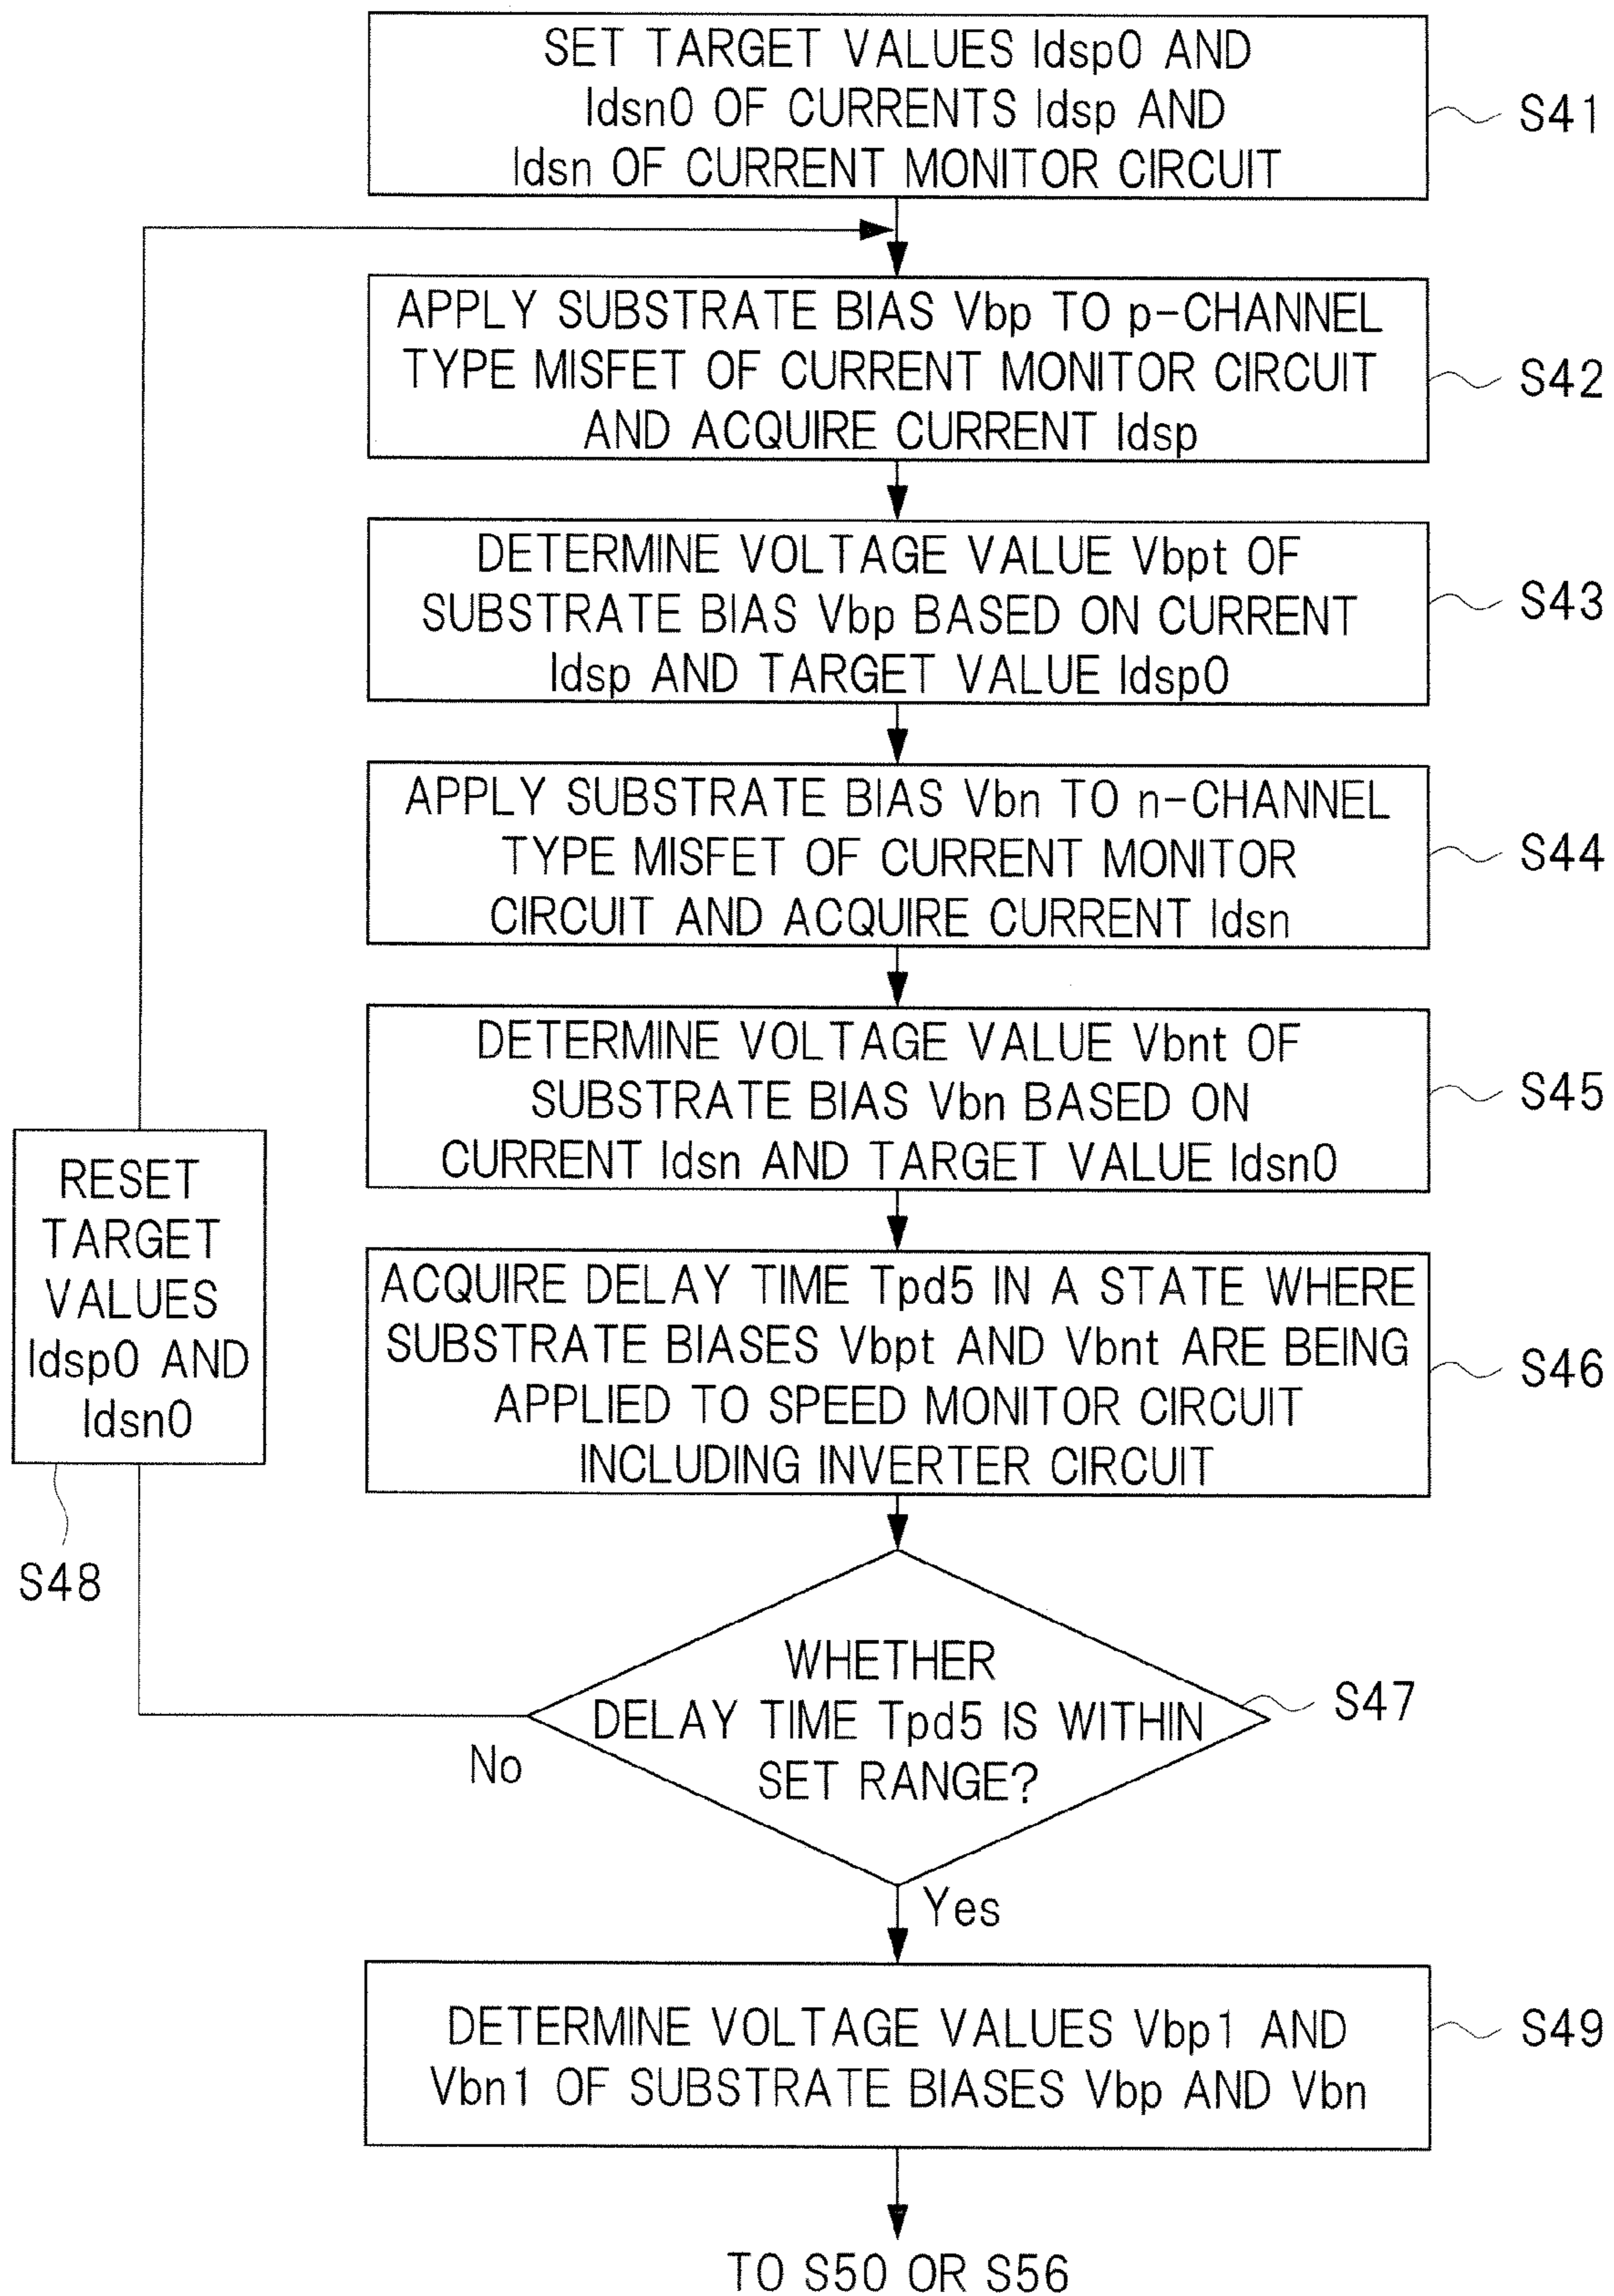 SET TARGET VALUES Idsp0 AND
Idsn0 OF CURRENTS Idsp AND
Idsn OF CURRENT MONITOR CIRCUIT
S41
APPLY SUBSTRATE BIAS Vbp TO p-CHANNEL
TYPE MISFET OF CURRENT MONITOR CIRCUIT
AND ACQUIRE CURRENT Idsp
S42
DETERMINE VOLTAGE VALUE Vbpt OF
SUBSTRATE BIAS Vbp BASED ON CURRENT
Idsp AND TARGET VALUE Idsp0
S43
APPLY SUBSTRATE BIAS Vbn TO n-CHANNEL
TYPE MISFET OF CURRENT MONITOR
CIRCUIT AND ACQUIRE CURRENT Idsn
S44
DETERMINE VOLTAGE VALUE Vbnt OF
SUBSTRATE BIAS Vbn BASED ON
CURRENT Idsn AND TARGET VALUE Idsn0
S45
RESET
TARGET
VALUES
Idsp0 AND
Idsn0
S48
ACQUIRE DELAY TIME Tpd5 IN A STATE WHERE
SUBSTRATE BIASES Vbpt AND Vbnt ARE BEING
APPLIED TO SPEED MONITOR CIRCUIT
INCLUDING INVERTER CIRCUIT
S46
WHETHER
DELAY TIME Tpd5 IS WITHIN
SET RANGE?
S47
No
Yes
DETERMINE VOLTAGE VALUES Vbp1 AND
Vbn1 OF SUBSTRATE BIASES Vbp AND Vbn
S49
TO S50 OR S56